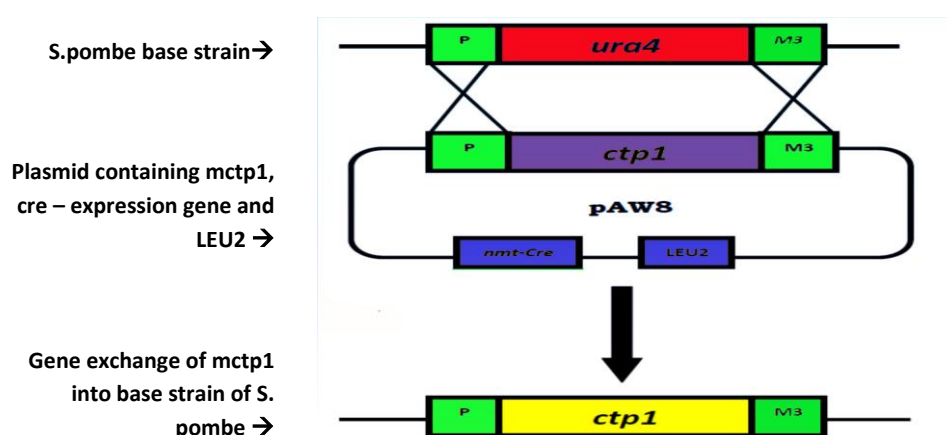 S.pombe base strain→
P ura4 M3
Plasmid containing mctp1,
cre – expression gene and
LEU2 →
P ctp1 M3
pAW8
nmt-Cre LEU2
Gene exchange of mctp1
into base strain of S.
pombe →
P ctp1 M3